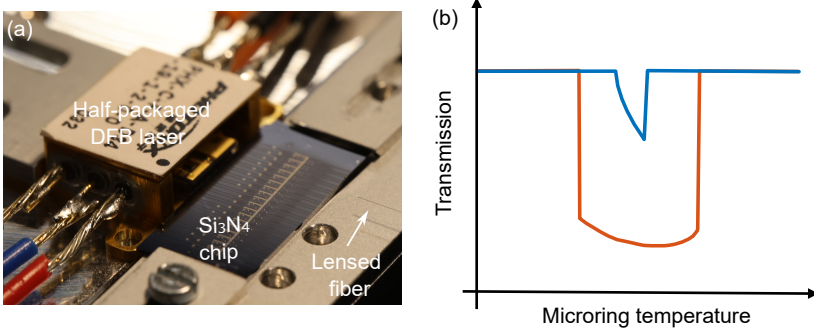 (a)
Half-packaged
DFB laser
Si₃N₄
chip
Lensed
fiber
(b)
Transmission
Microring temperature